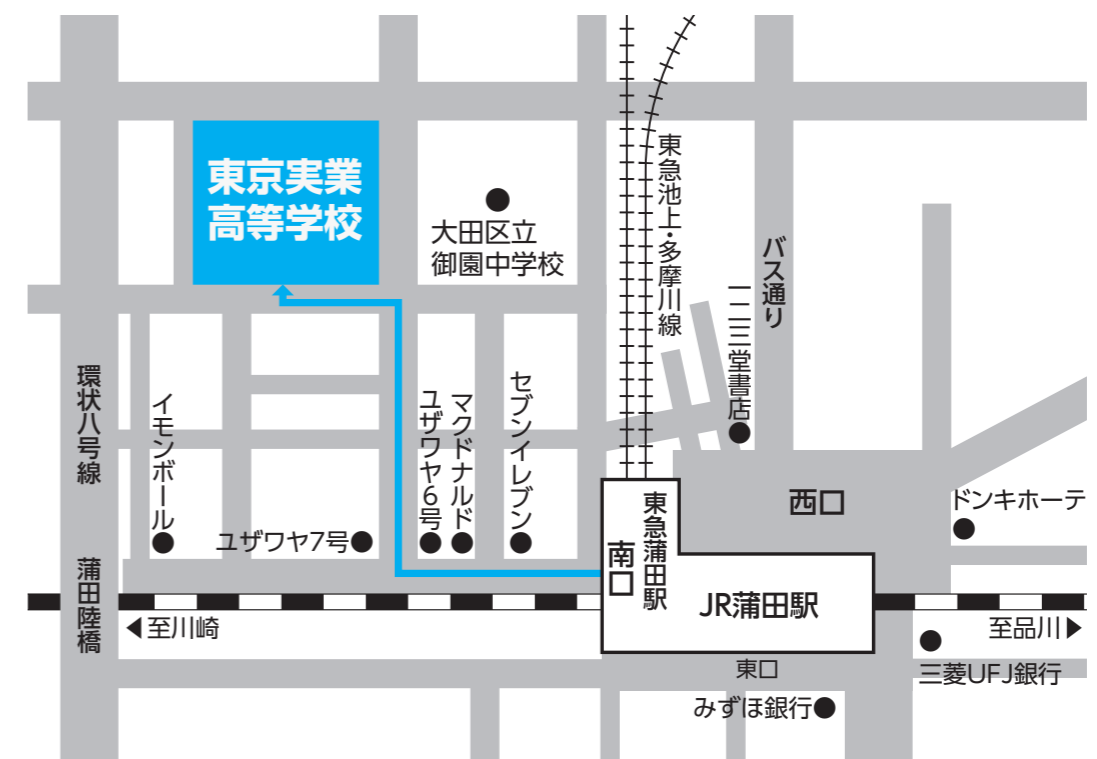 東京実業
高等学校
大田区立
御園中学校
東急池上・多摩川線
バス通り
一二三堂書店
環状八号線
蒲田陸橋
イモンボール
ユザワヤ7号
ユザワヤ6号
マクドナルド
セブンイレブン
南口
東急蒲田駅
西口
JR蒲田駅
ドンキホーテ
◀至川崎
至品川▶
東口
みずほ銀行
三菱UFJ銀行